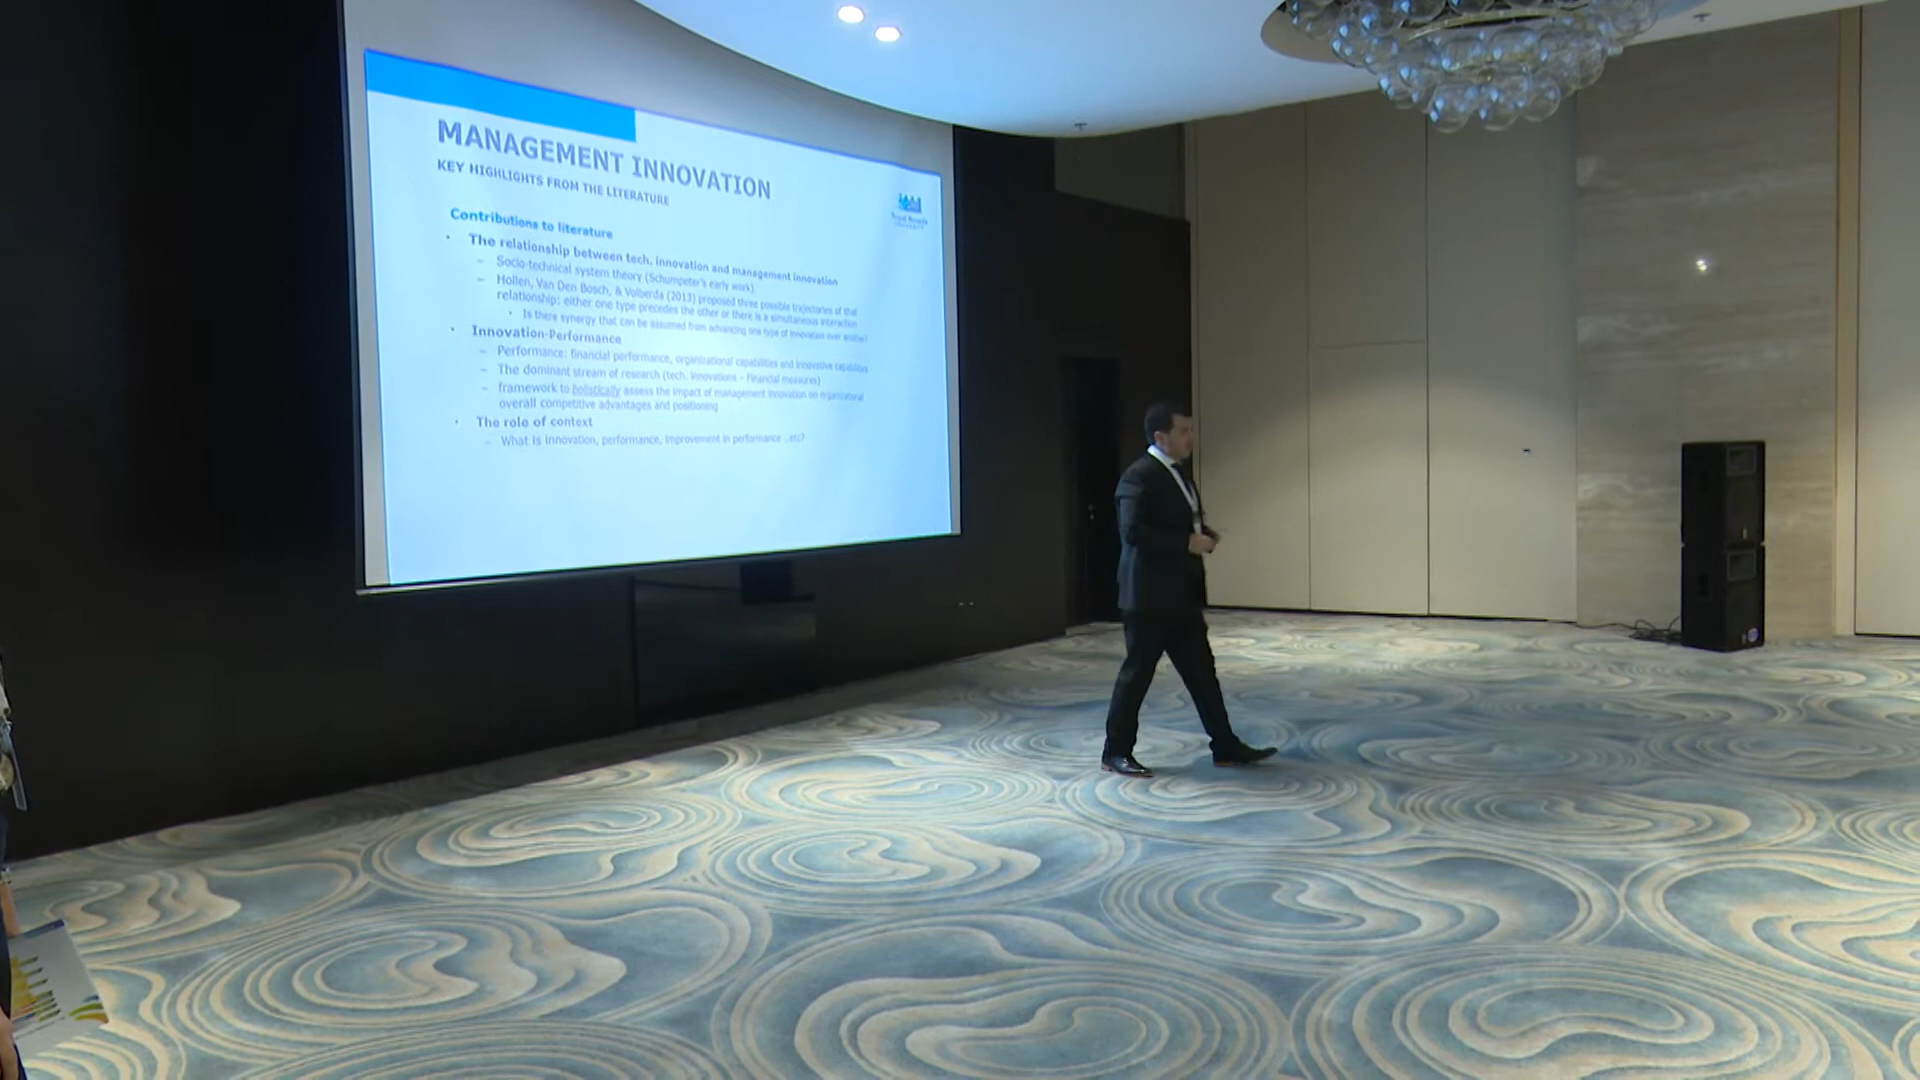 MANAGEMENT INNOVATION
KEY HIGHLIGHTS FROM THE LITERATURE
Royal Roads
UNIVERSITY
Contributions to literature
• The relationship between tech. innovation and management innovation
– Socio-technical system theory (Schumpeter's early work).
– Hollen, Van Den Bosch, & Volberda (2013) proposed three possible trajectories of that
relationship: either one type precedes the other or there is a simultaneous interaction
• Is there synergy that can be assumed from advancing one type of innovation over another?
• Innovation-Performance
– Performance: financial performance, organizational capabilities and innovative capabilities
– The dominant stream of research (tech. innovations – Financial measures)
– framework to holistically assess the impact of management innovation on organizational
overall competitive advantages and positioning
• The role of context
– What is innovation, performance, improvement in performance ..etc?